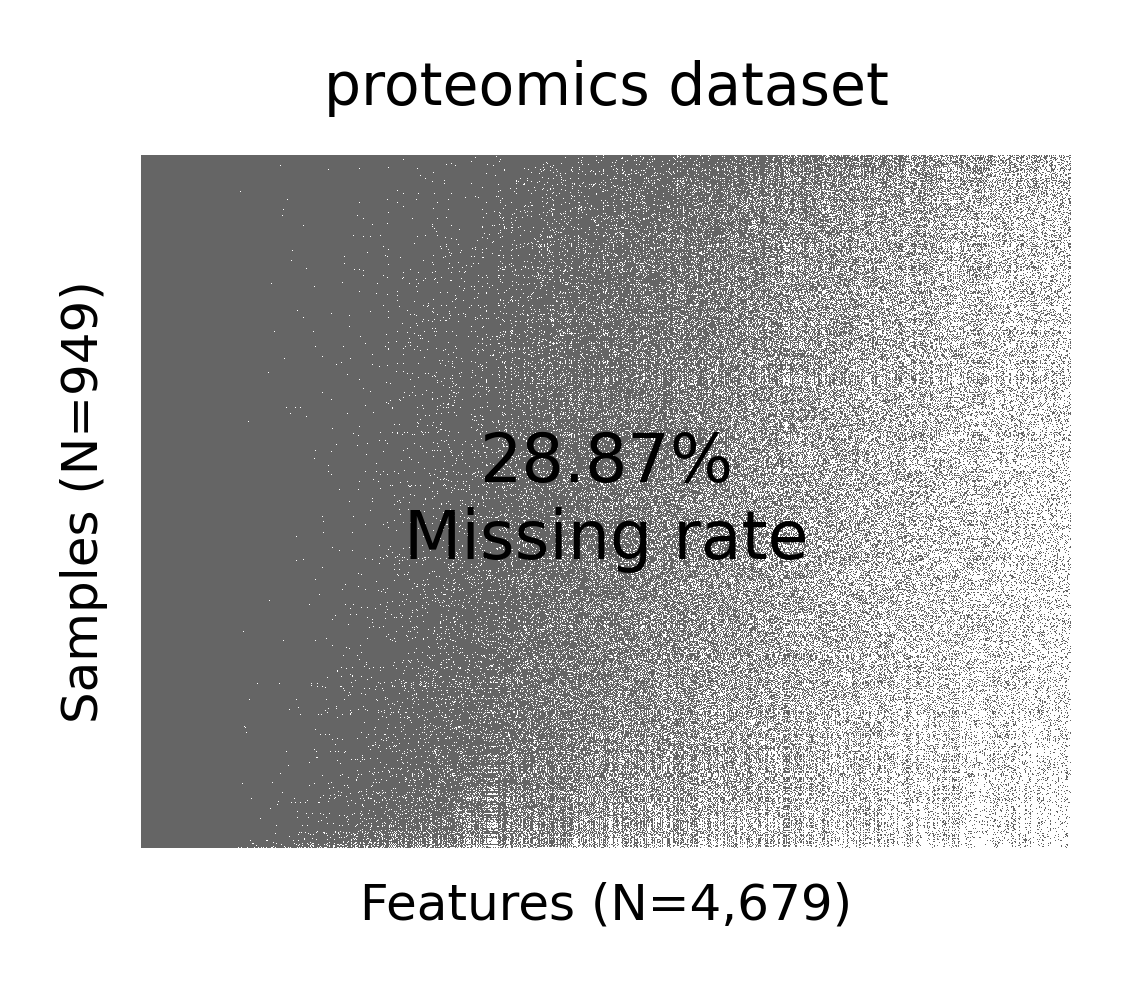 proteomics dataset
Samples (N=949)
28.87%
Missing rate
Features (N=4,679)